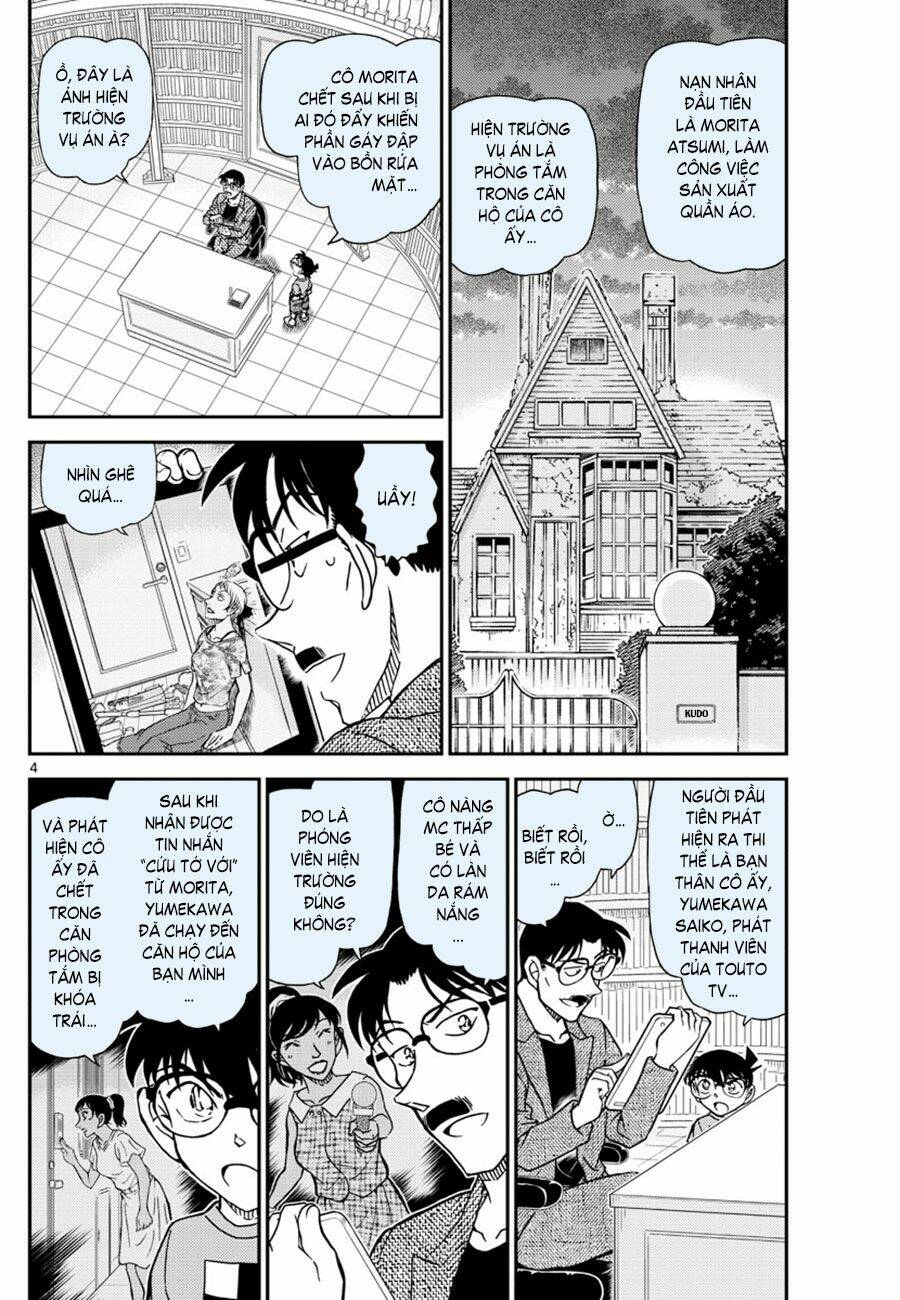 NẠN NHÂN
ĐẦU TIÊN
LÀ MORITA
ATSUMI, LÀM
CÔNG VIỆC
SẢN XUẤT
QUẦN ÁO.
HIỆN TRƯỜNG
VỤ ÁN LÀ
PHÒNG TẮM
TRONG CĂN
HỘ CỦA CÔ
ẤY...
KUDO
CÔ MORITA
CHẾT SAU KHI BỊ
AI ĐÓ ĐẨY KHIẾN
PHẦN GÁY ĐẬP
VÀO BỒN RỬA
MẶT...
Ồ, ĐÂY LÀ
ẢNH HIỆN
TRƯỜNG
VỤ ÁN À?
UẦY!
NHÌN GHÊ
QUÁ...
4
NGƯỜI ĐẦU
TIÊN PHÁT
HIỆN RA THI
THỂ LÀ BẠN
THÂN CÔ ẤY,
YUMEKAWA
SAIKO, PHÁT
THANH VIÊN
CỦA TOUTO
TV...
Ờ...
BIẾT RỒI,
BIẾT RỒI
...
CÔ NÀNG
MC THẤP
BÉ VÀ
CÓ LÀN
DA RÁM
NẮNG
...
DO LÀ
PHÓNG
VIÊN HIỆN
TRƯỜNG
ĐÚNG
KHÔNG?
SAU KHI
NHẬN ĐƯỢC
TIN NHẮN
“CỨU TỚ VỚI”
TỪ MORITA,
YUMEKAWA
ĐÃ CHẠY ĐẾN
CĂN HỘ CỦA
BẠN MÌNH
...
VÀ PHÁT
HIỆN CÔ
ẤY ĐÃ
CHẾT
TRONG
CĂN
PHÒNG
TẮM BỊ
KHÓA
TRÁI...